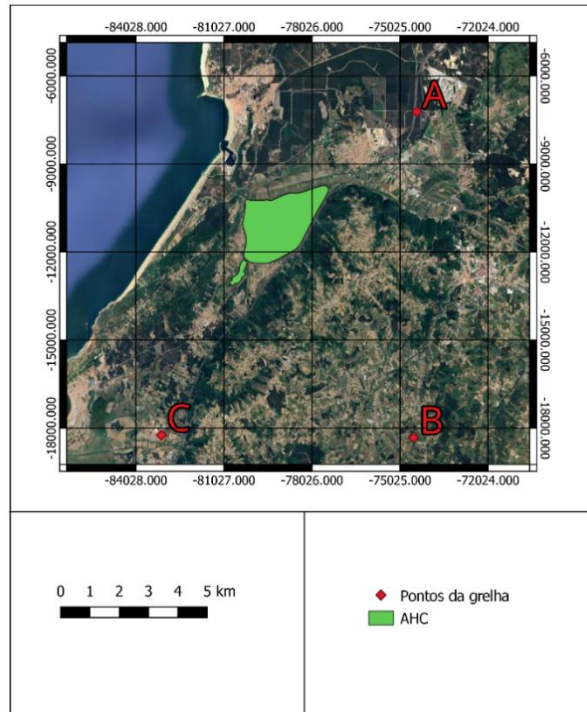 -84028.000 -81027.000 -78026.000 -75025.000 -72024.000
-6000.000 -6000.000
A
-9000.000 -9000.000
-12000.000 -12000.000
-15000.000 -15000.000
C B
-18000.000 -18000.000
-84028.000 -81027.000 -78026.000 -75025.000 -72024.000
0 1 2 3 4 5 km
Pontos da grelha
AHC